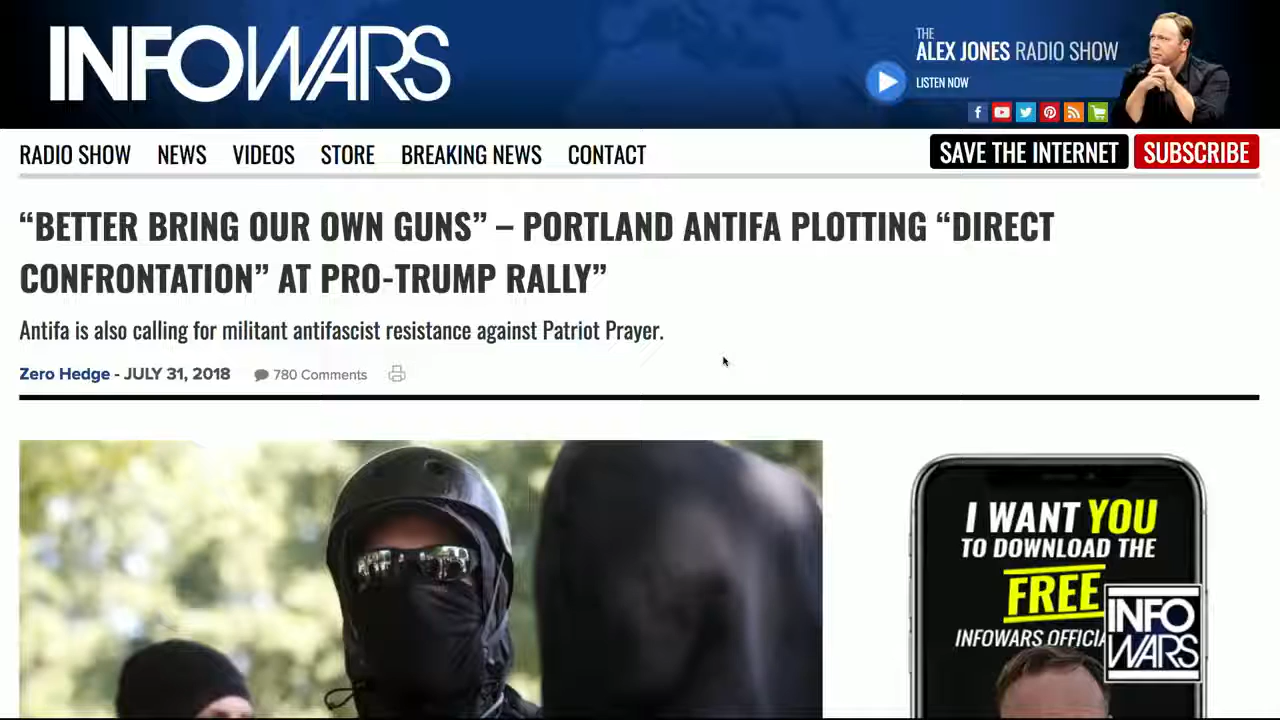 INFOWARS
THE
ALEX JONES RADIO SHOW
LISTEN NOW
RADIO SHOW NEWS VIDEOS STORE BREAKING NEWS CONTACT SAVE THE INTERNET SUBSCRIBE
“BETTER BRING OUR OWN GUNS” – PORTLAND ANTIFA PLOTTING “DIRECT
CONFRONTATION” AT PRO-TRUMP RALLY”
Antifa is also calling for militant antifascist resistance against Patriot Prayer.
Zero Hedge - JULY 31, 2018 780 Comments
I WANT YOU
TO DOWNLOAD THE
FREE
INFOWARS
INFO
WARS